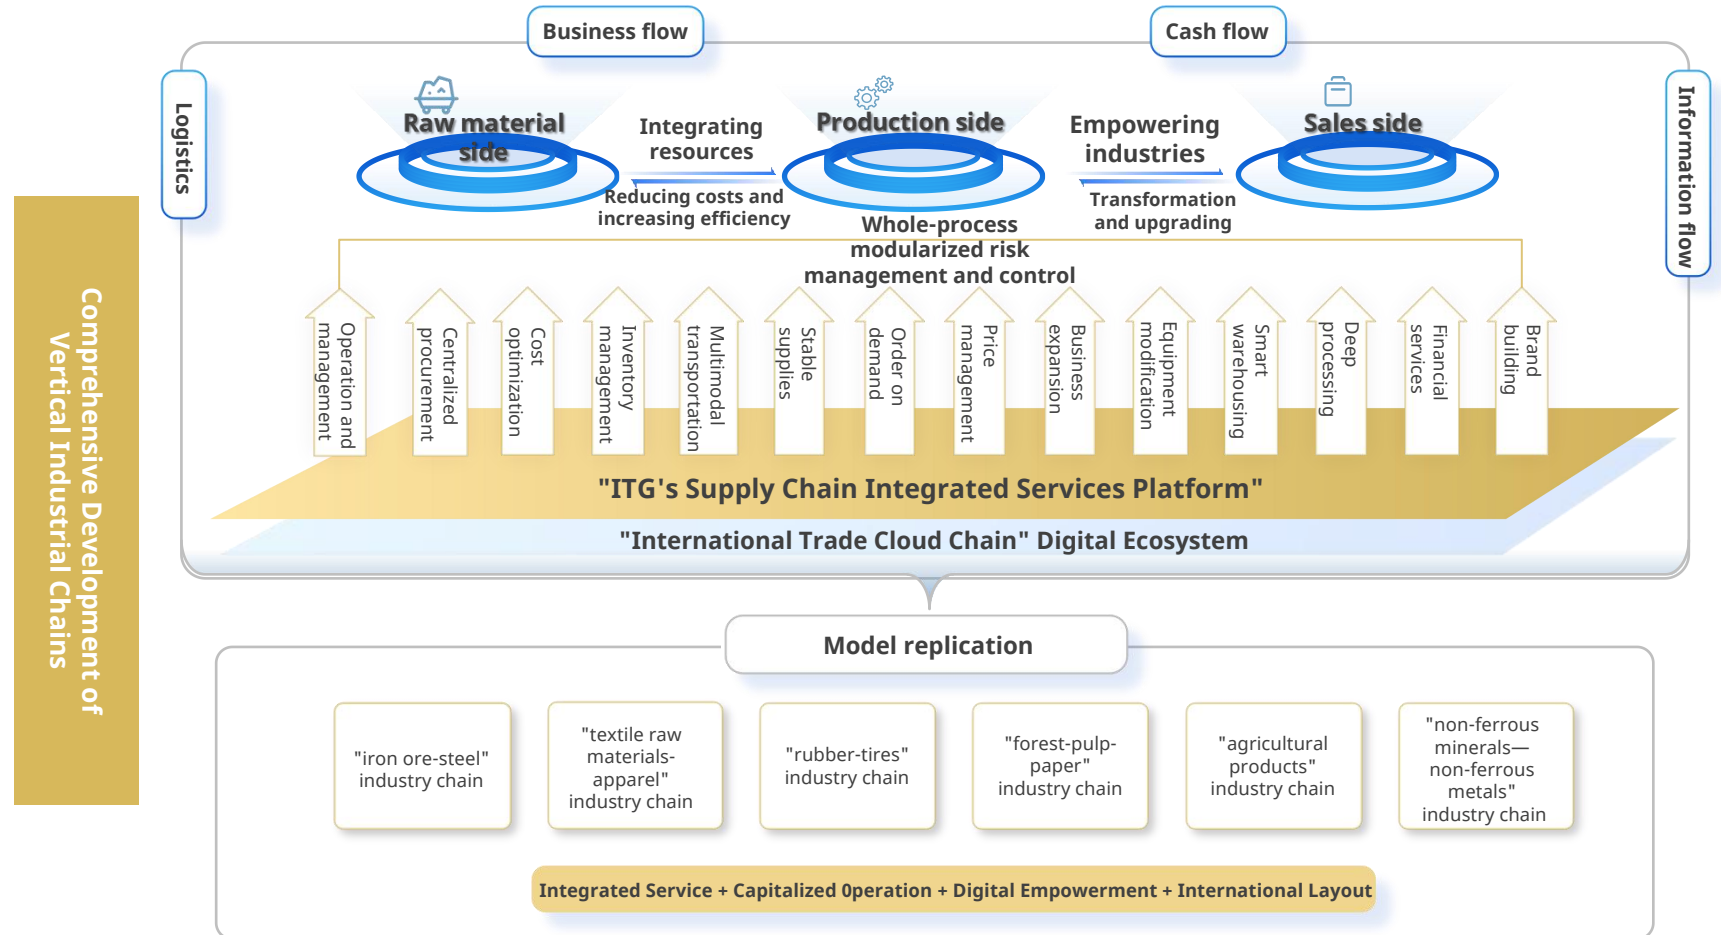 Business flow
Cash flow
Logistics
Information flow
Raw material
side
Integrating
resources
Reducing costs and
increasing efficiency
Production side
Empowering
industries
Transformation
and upgrading
Sales side
Whole-process
modularized risk
management and control
Comprehensive Development of
Vertical Industrial Chains
Operation and
management
Centralized
procurement
Cost
optimization
Inventory
management
Multimodal
transportation
Stable
supplies
Order on
demand
Price
management
Business
expansion
Equipment
modification
Smart
warehousing
Deep
processing
Financial
services
Brand
building
"ITG's Supply Chain Integrated Services Platform"
"International Trade Cloud Chain" Digital Ecosystem
Model replication
"iron ore-steel"
industry chain
"textile raw
materials-
apparel"
industry chain
"rubber-tires"
industry chain
"forest-pulp-
paper"
industry chain
"agricultural
products"
industry chain
"non-ferrous
minerals—
non-ferrous
metals"
industry chain
Integrated Service + Capitalized 0peration + Digital Empowerment + International Layout